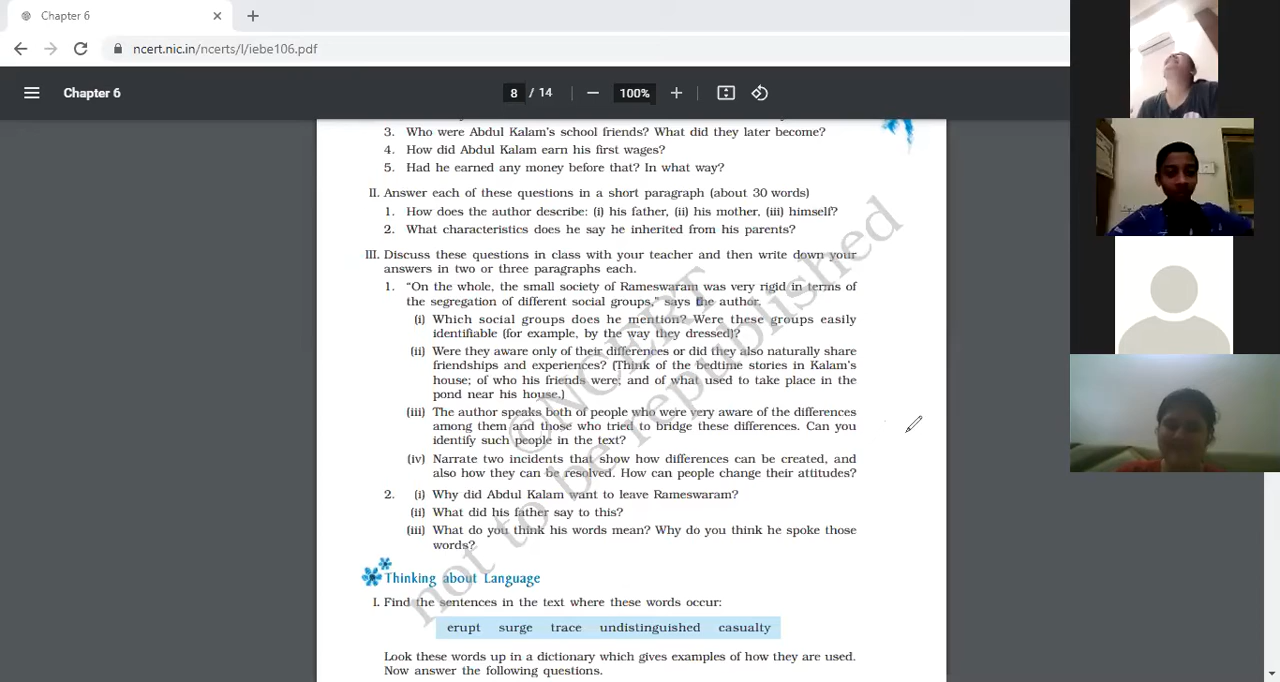 Chapter 6
ncert.nic.in/ncerts/l/iebe106.pdf
Chapter 6
8 / 14
100%
3. Who were Abdul Kalam's school friends? What did they later become?
4. How did Abdul Kalam earn his first wages?
5. Had he earned any money before that? In what way?
II. Answer each of these questions in a short paragraph (about 30 words)
1. How does the author describe: (i) his father, (ii) his mother, (iii) himself?
2. What characteristics does he say he inherited from his parents?
III. Discuss these questions in class with your teacher and then write down your
answers in two or three paragraphs each.
1. “On the whole, the small society of Rameswaram was very rigid in terms of
the segregation of different social groups,” says the author.
(i) Which social groups does he mention? Were these groups easily
identifiable (for example, by the way they dressed)?
(ii) Were they aware only of their differences or did they also naturally share
friendships and experiences? (Think of the bedtime stories in Kalam's
house; of who his friends were; and of what used to take place in the
pond near his house.)
(iii) The author speaks both of people who were very aware of the differences
among them and those who tried to bridge these differences. Can you
identify such people in the text?
(iv) Narrate two incidents that show how differences can be created, and
also how they can be resolved. How can people change their attitudes?
2. (i) Why did Abdul Kalam want to leave Rameswaram?
(ii) What did his father say to this?
(iii) What do you think his words mean? Why do you think he spoke those
words?
Thinking about Language
I. Find the sentences in the text where these words occur:
erupt surge trace undistinguished casualty
Look these words up in a dictionary which gives examples of how they are used.
Now answer the following questions.
©NCERT
not to be republished